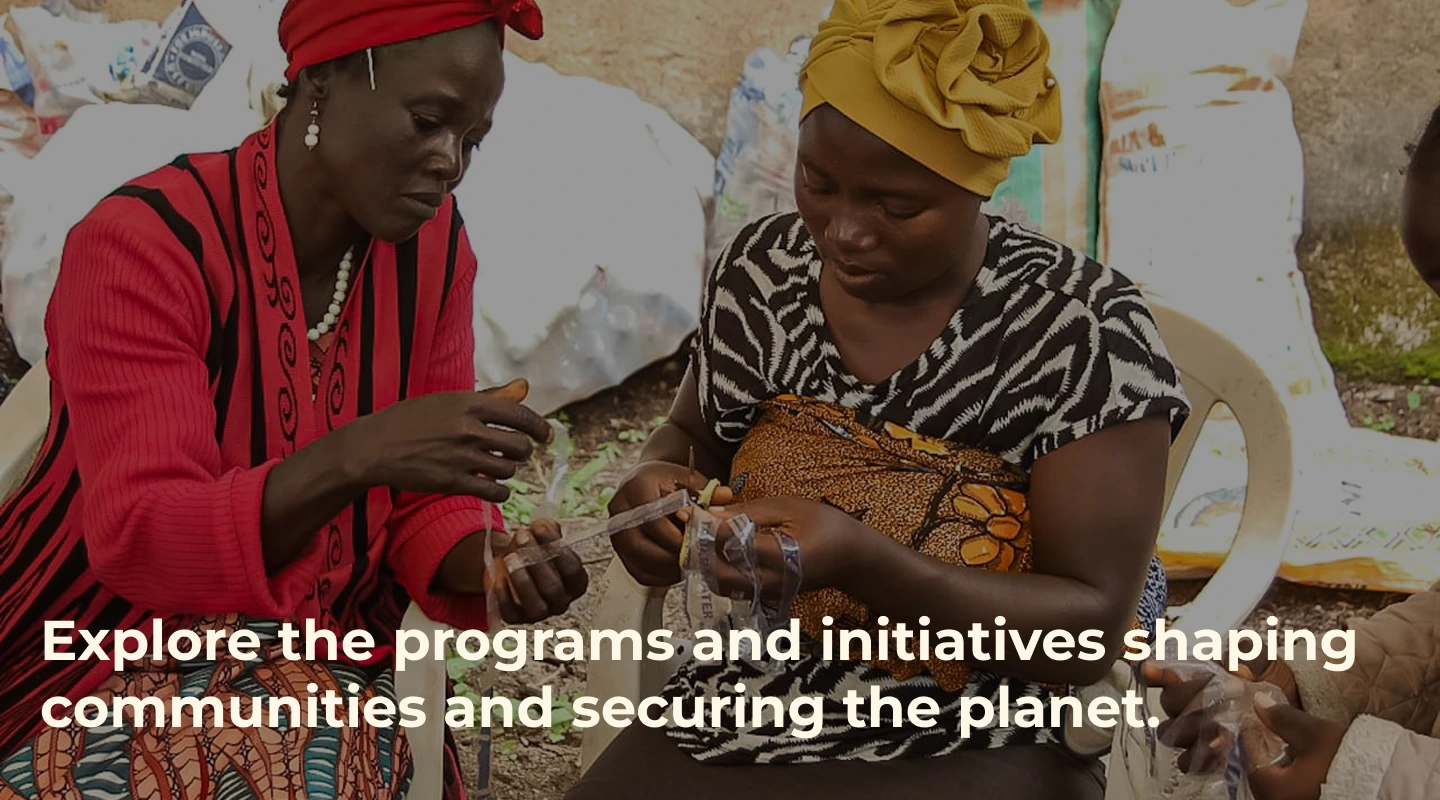 Explore the programs and initiatives shaping
communities and securing the planet.